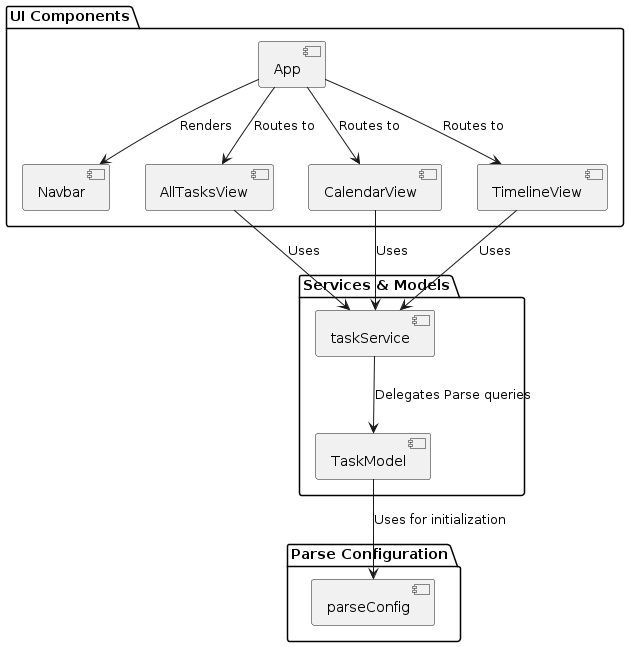 UI Components
App
Renders
Routes to
Routes to
Routes to
Navbar
AllTasksView
CalendarView
TimelineView
Uses
Uses
Uses
Services & Models
taskService
Delegates Parse queries
TaskModel
Uses for initialization
Parse Configuration
parseConfig